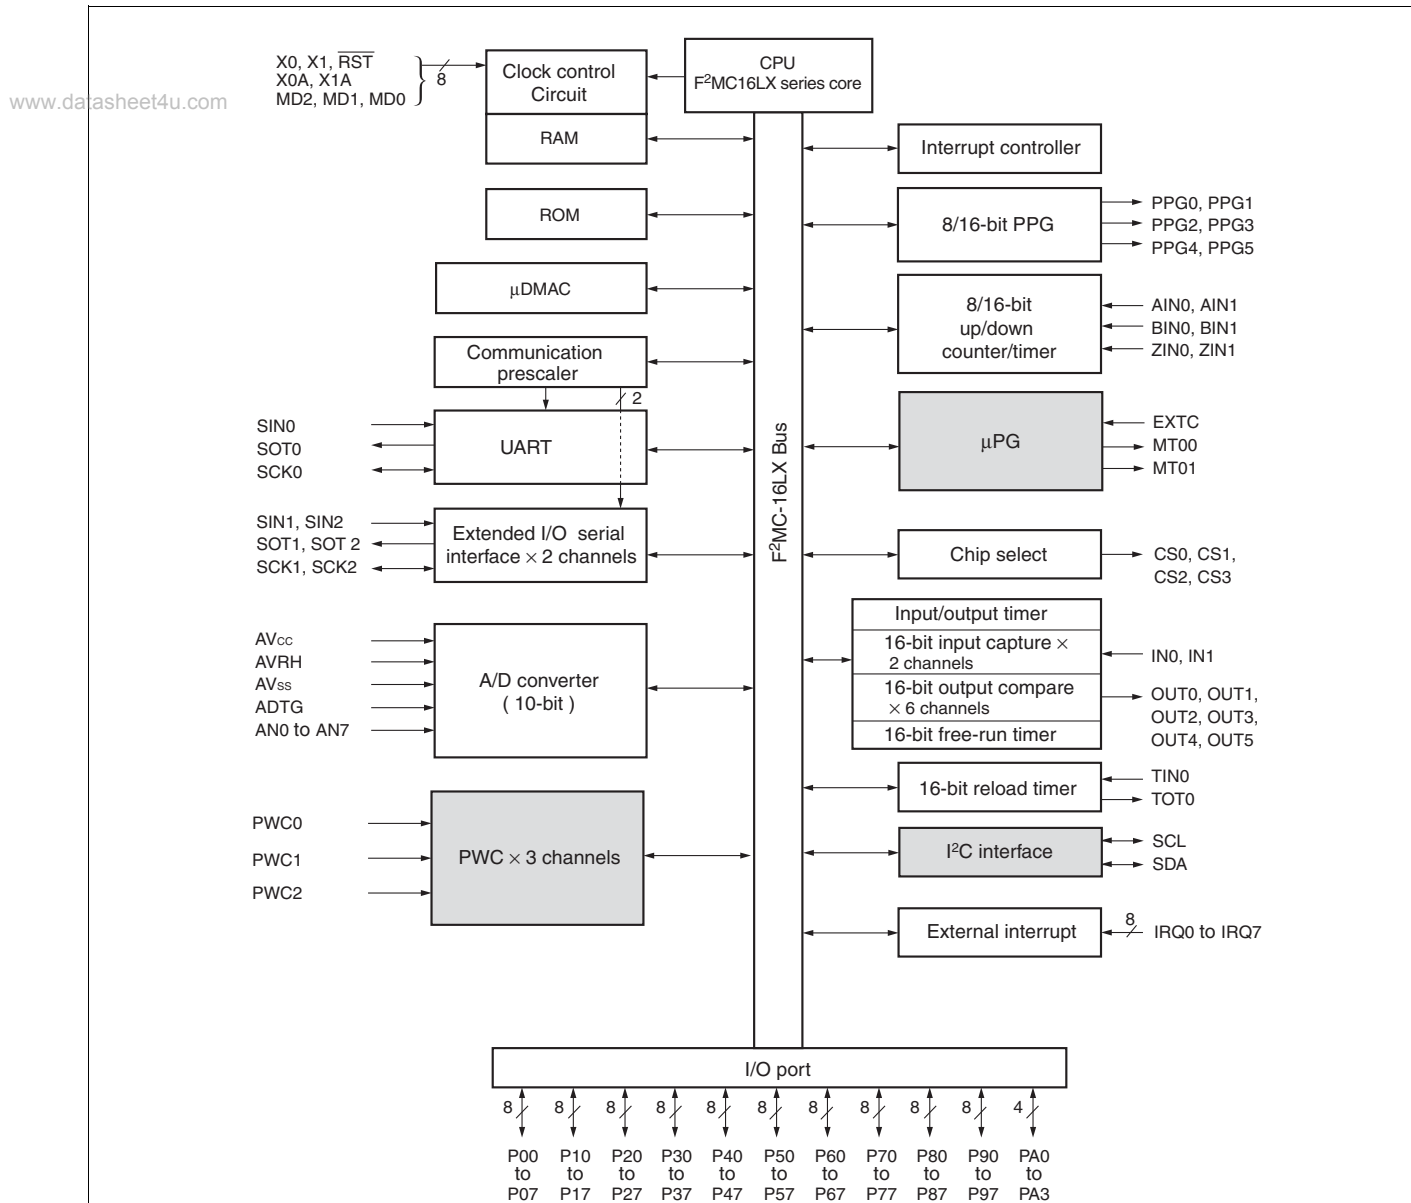 www.datasheet4u.com
X0, X1, RST
X0A, X1A
MD2, MD1, MD0
8
Clock control
Circuit
CPU
F²MC16LX series core
RAM
ROM
μDMAC
Communication
prescaler
2
SIN0
SOT0
SCK0
UART
SIN1, SIN2
SOT1, SOT 2
SCK1, SCK2
Extended I/O serial
interface × 2 channels
AVcc
AVRH
AVss
ADTG
AN0 to AN7
A/D converter
( 10-bit )
PWC0
PWC1
PWC2
PWC × 3 channels
F²MC-16LX Bus
Interrupt controller
8/16-bit PPG
PPG0, PPG1
PPG2, PPG3
PPG4, PPG5
8/16-bit
up/down
counter/timer
AIN0, AIN1
BIN0, BIN1
ZIN0, ZIN1
μPG
EXTC
MT00
MT01
Chip select
CS0, CS1,
CS2, CS3
Input/output timer
16-bit input capture ×
2 channels
16-bit output compare
× 6 channels
16-bit free-run timer
IN0, IN1
OUT0, OUT1,
OUT2, OUT3,
OUT4, OUT5
16-bit reload timer
TIN0
TOT0
I²C interface
SCL
SDA
External interrupt
8
IRQ0 to IRQ7
I/O port
8 8 8 8 8 8 8 8 8 8 4
P00 P10 P20 P30 P40 P50 P60 P70 P80 P90 PA0
to to to to to to to to to to to
P07 P17 P27 P37 P47 P57 P67 P77 P87 P97 PA3